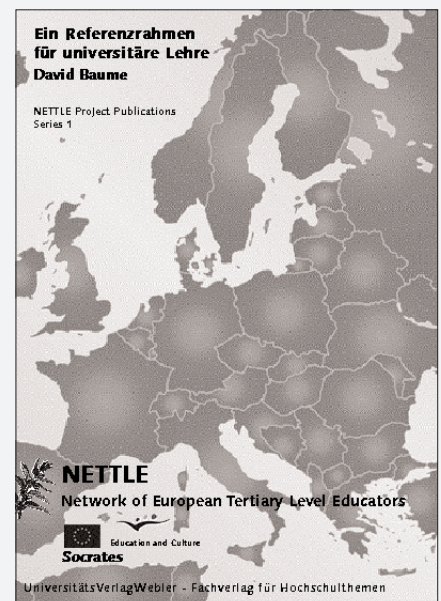 Ein Referenzrahmen
für universitäre Lehre
David Baume
NETTLE Project Publications
Series 1
NETTLE
Network of European Tertiary Level Educators
Education and Culture
Socrates
UniversitätsVerlagWebler - Fachverlag für Hochschulthemen